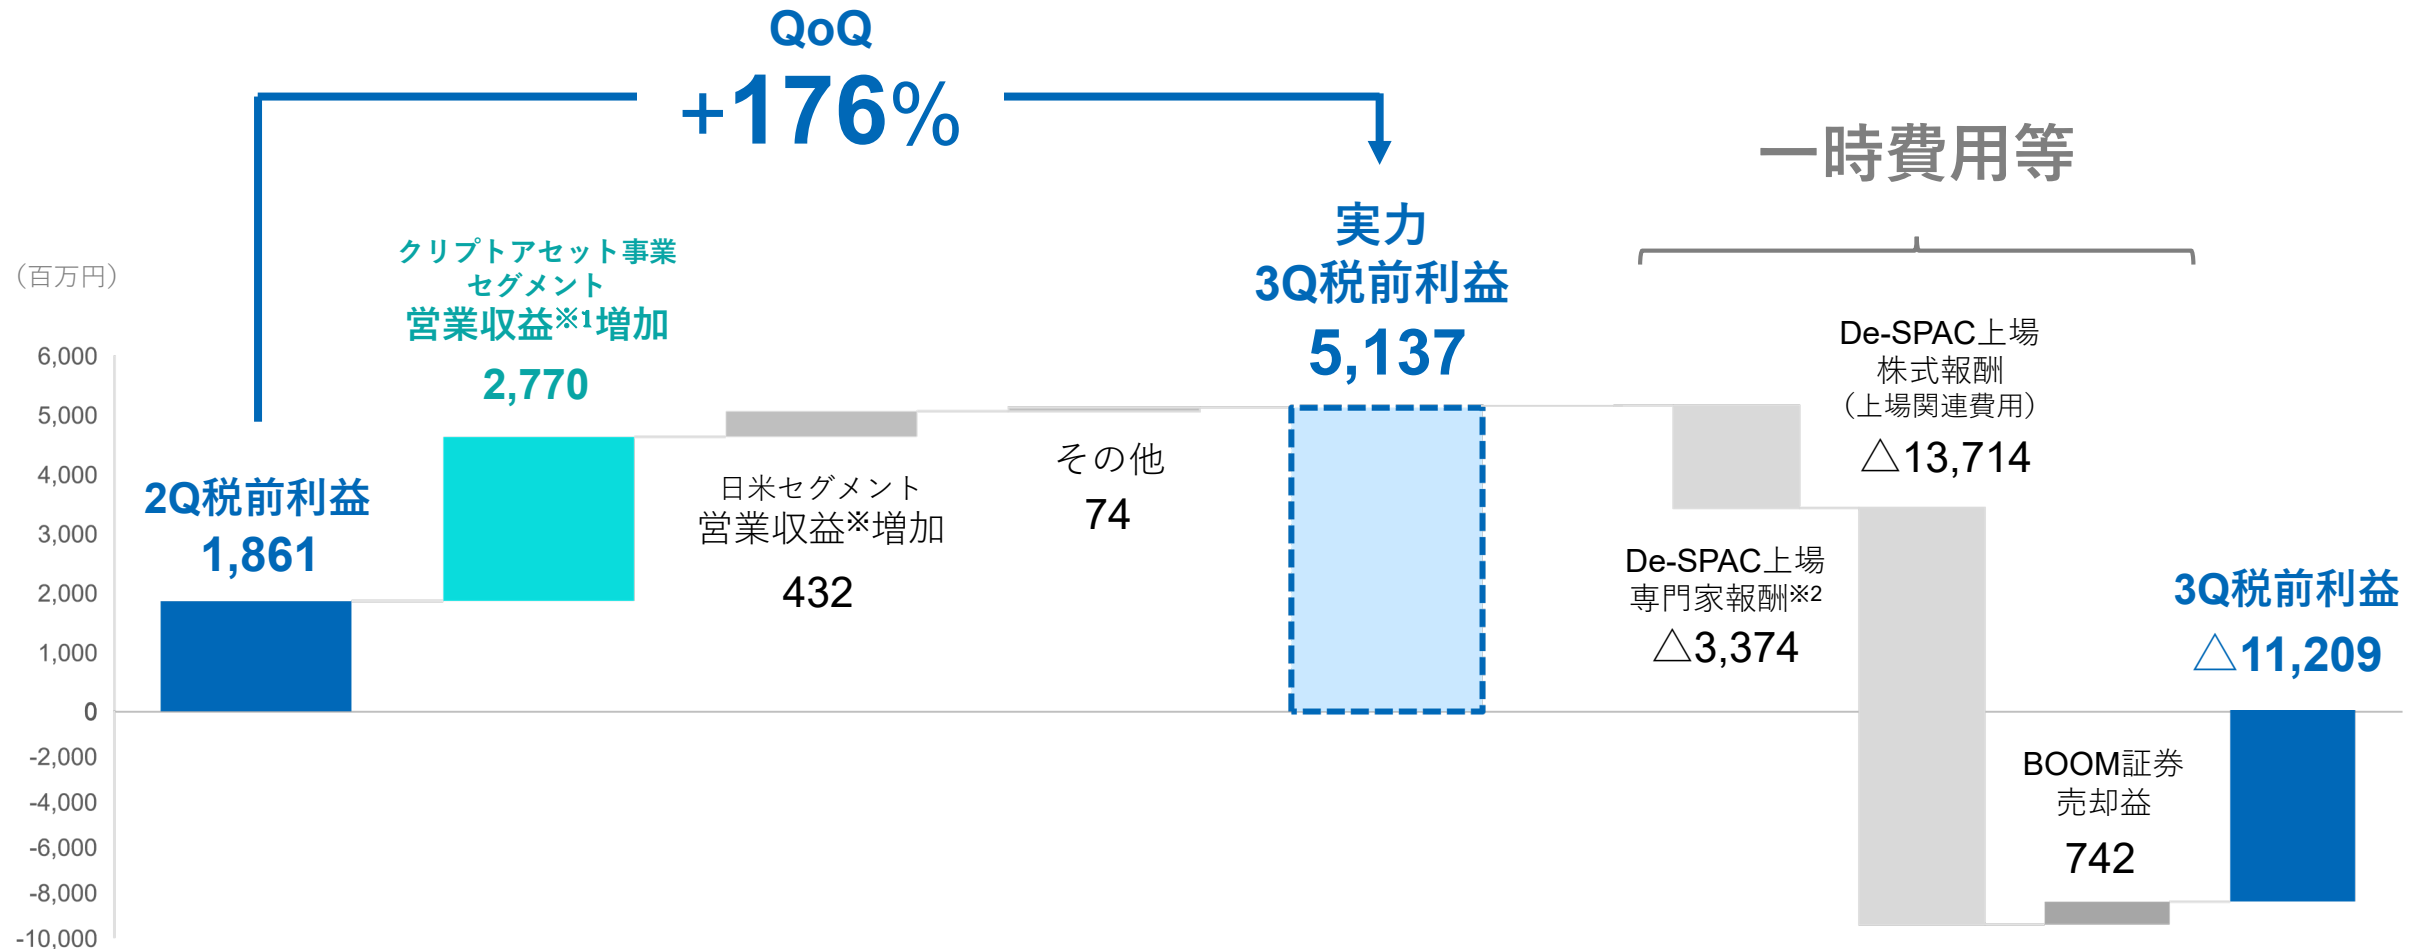 QoQ
+176%
一時費用等
（百万円）
クリプトアセット事業
セグメント
営業収益※1増加
2,770
実力
3Q税前利益
5,137
De-SPAC上場
株式報酬
（上場関連費用）
△13,714
2Q税前利益
1,861
日米セグメント
営業収益※増加
432
その他
74
De-SPAC上場
専門家報酬※2
△3,374
3Q税前利益
△11,209
BOOM証券
売却益
742
6,000
5,000
4,000
3,000
2,000
1,000
0
-2,000
-4,000
-6,000
-8,000
-10,000